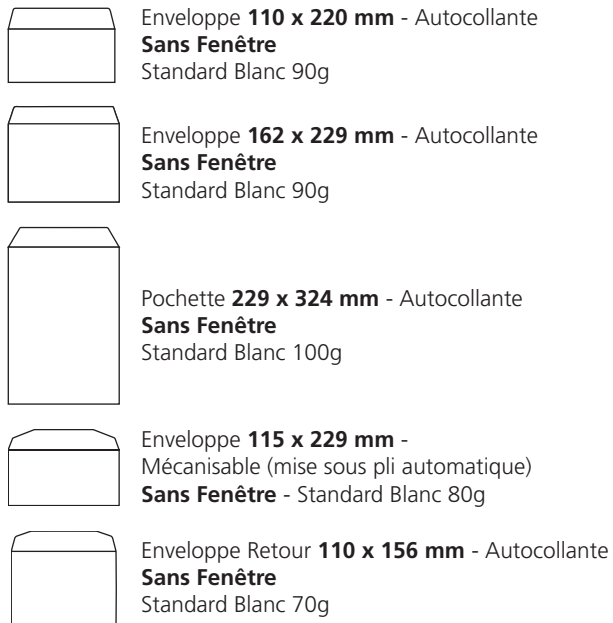 Enveloppe 110 x 220 mm - Autocollante
Sans Fenêtre
Standard Blanc 90g
Enveloppe 162 x 229 mm - Autocollante
Sans Fenêtre
Standard Blanc 90g
Pochette 229 x 324 mm - Autocollante
Sans Fenêtre
Standard Blanc 100g
Enveloppe 115 x 229 mm -
Mécanisable (mise sous pli automatique)
Sans Fenêtre - Standard Blanc 80g
Enveloppe Retour 110 x 156 mm - Autocollante
Sans Fenêtre
Standard Blanc 70g